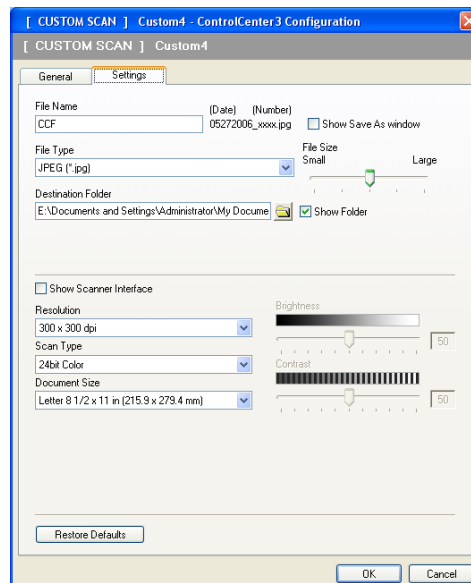 [ CUSTOM SCAN ] Custom4 - ControlCenter3 Configuration
[ CUSTOM SCAN ] Custom4
General Settings
File Name (Date) (Number)
CCF 05272006_xxxx.jpg Show Save As window
File Type File Size
JPEG (*.jpg) Small Large
Destination Folder
E:\Documents and Settings\Administrator\My Docume Show Folder
Show Scanner Interface
Resolution Brightness
300 x 300 dpi 50
Scan Type
24bit Color Contrast
Document Size
Letter 8 1/2 x 11 in (215.9 x 279.4 mm) 50
Restore Defaults
OK Cancel